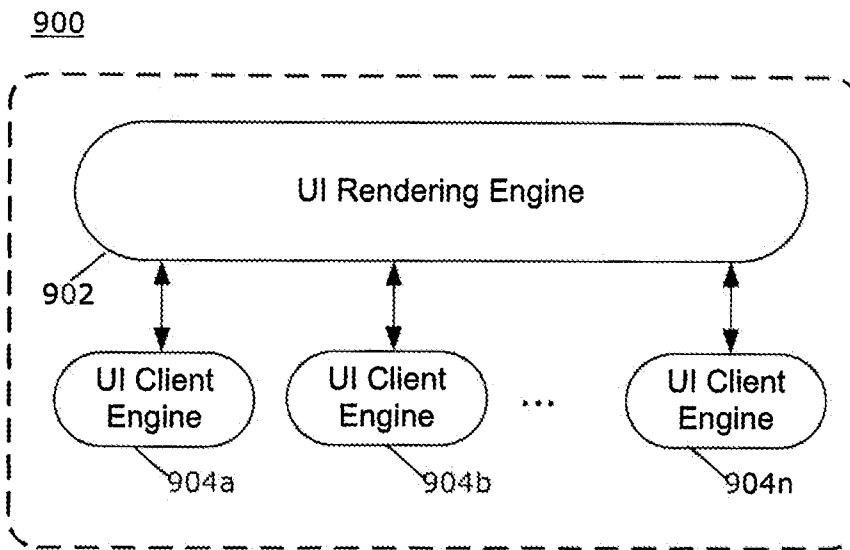 900
UI Rendering Engine
902
UI Client
Engine
UI Client
Engine
...
UI Client
Engine
904a
904b
904n